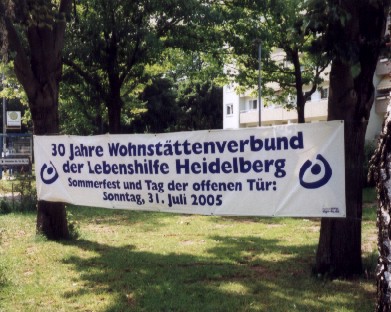 30 Jahre Wohnstättenverbund
der Lebenshilfe Heidelberg
Sommerfest und Tag der offenen Tür:
Sonntag, 31. Juli 2005